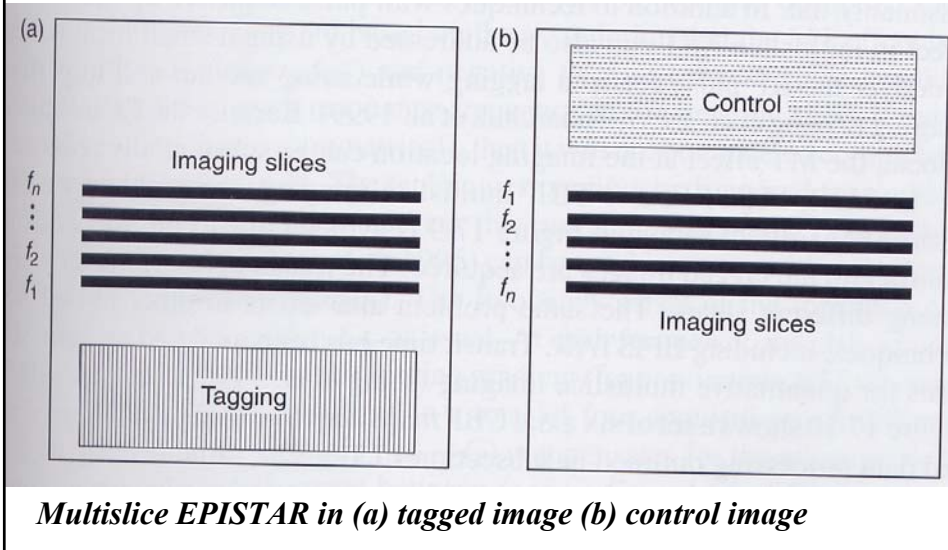 (a)
Imaging slices
fn
⋮
f2
f1
Tagging
(b)
Control
f1
f2
⋮
fn
Imaging slices
Multislice EPISTAR in (a) tagged image (b) control image